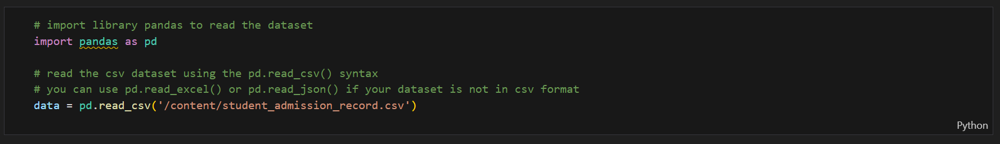 # import library pandas to read the dataset
import pandas as pd
# read the csv dataset using the pd.read_csv() syntax
# you can use pd.read_excel() or pd.read_json() if your dataset is not in csv format
data = pd.read_csv('/content/student_admission_record.csv')
Python